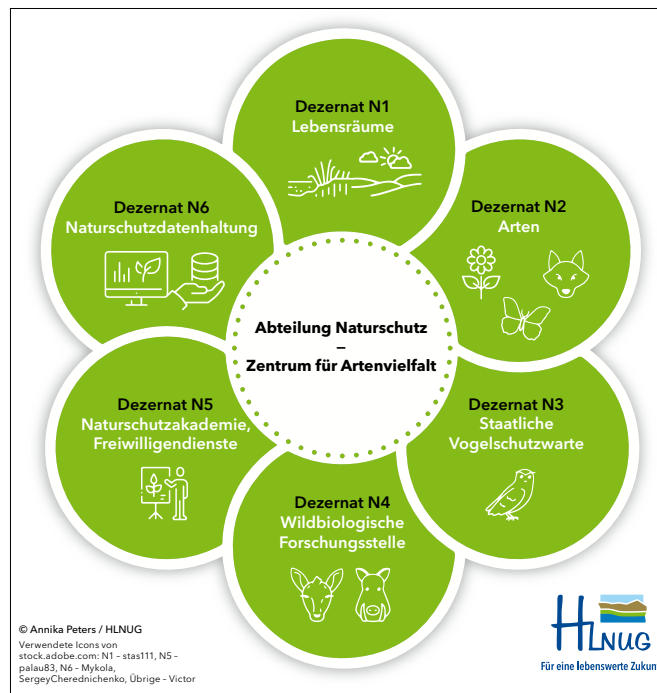 Dezernat N1
Lebensräume
Dezernat N2
Arten
Dezernat N3
Staatliche
Vogelschutzwarte
Dezernat N4
Wildbiologische
Forschungsstelle
Dezernat N5
Naturschutzakademie,
Freiwilligendienste
Dezernat N6
Naturschutzdatenhaltung
Abteilung Naturschutz
–
Zentrum für Artenvielfalt
© Annika Peters / HLNUG
Verwendete Icons von
stock.adobe.com: N1 – stas111, N5 –
palau83, N6 – Mykola,
SergeyCherednichenko, Übrige – Victor
HLNUG
Für eine lebenswerte Zukun